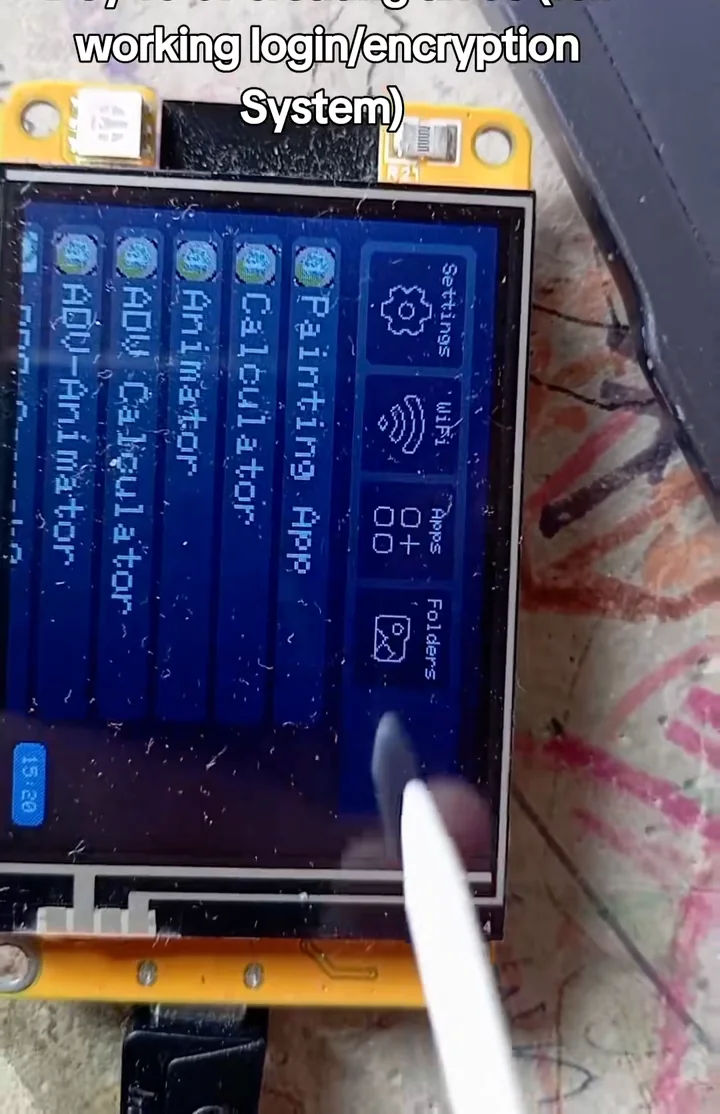 working login/encryption
System)
Settings
WiFi
Apps
Folders
Painting App
Calculator
Animator
ADV Calculator
ADV-Animator
15:20